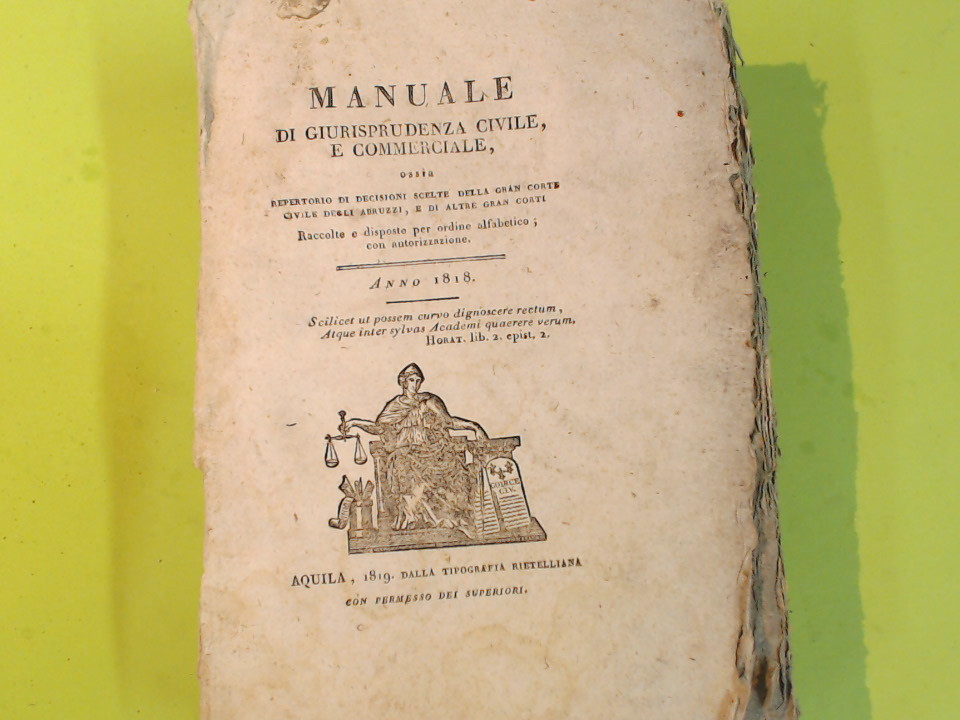 MANUALE
DI GIURISPRUDENZA CIVILE,
E COMMERCIALE,
ossia
REPERTORIO DI DECISIONI SCELTE DELLA GRAN CORTE
CIVILE DEGLI ABRUZZI, E DI ALTRE GRAN CORTI
Raccolte e disposte per ordine alfabetico;
con autorizzazione.
ANNO 1818.
Scilicet ut possem curvo dignoscere rectum,
Atque inter sylvas Academi quaerere verum.
HORAT. lib. 2. epist. 2.
CODICE
CIV.
AQUILA, 1819. DALLA TIPOGRAFIA RIETELLIANA
CON PERMESSO DEI SUPERIORI.